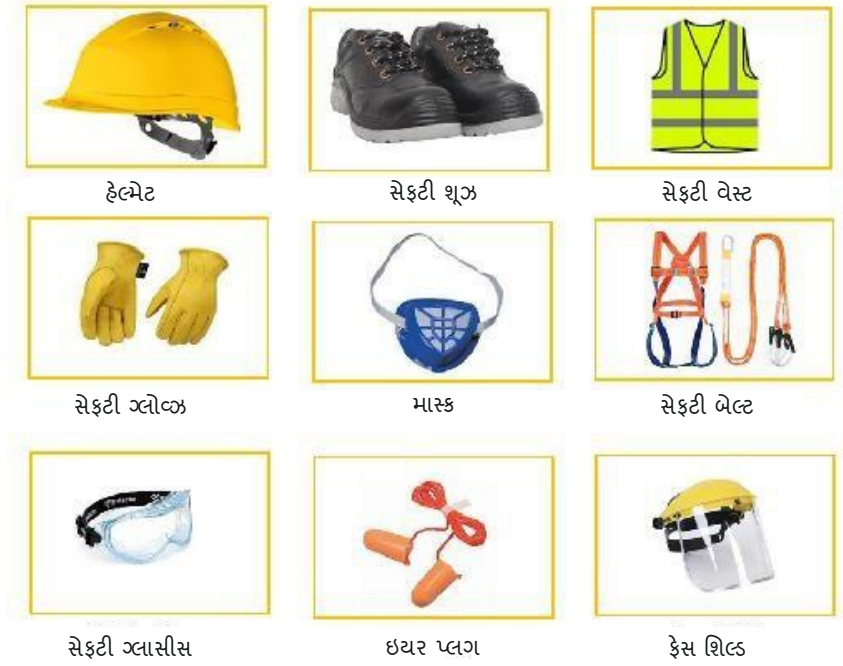 હેલ્મેટ
સેફટી શૂઝ
સેફટી વેસ્ટ
સેફટી ગ્લોવ્ઝ
માસ્ક
સેફટી બેલ્ટ
સેફટી ગ્લાસીસ
ઇયર પ્લગ
ફેસ શિલ્ડ